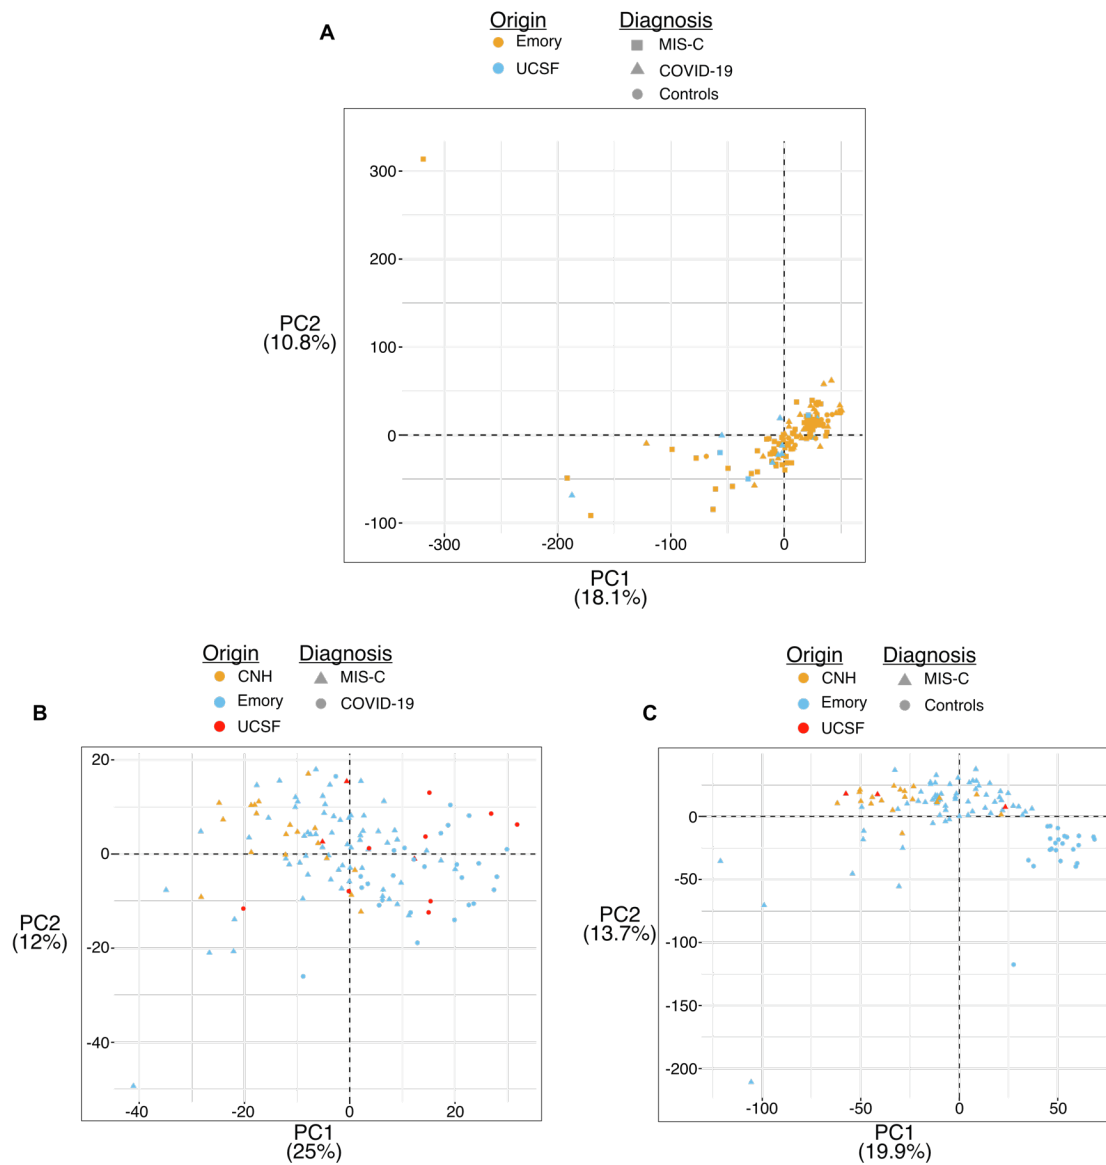 A
Origin
Emory
UCSF
Diagnosis
MIS-C
COVID-19
Controls
300
200
100
0
-100
PC2
(10.8%)
-300
-200
-100
0
PC1
(18.1%)
B
Origin
CNH
Emory
UCSF
Diagnosis
MIS-C
COVID-19
20
0
-20
-40
PC2
(12%)
-40
-20
0
20
PC1
(25%)
C
Origin
CNH
Emory
UCSF
Diagnosis
MIS-C
Controls
0
-50
-100
-150
-200
PC2
(13.7%)
-100
-50
0
50
PC1
(19.9%)